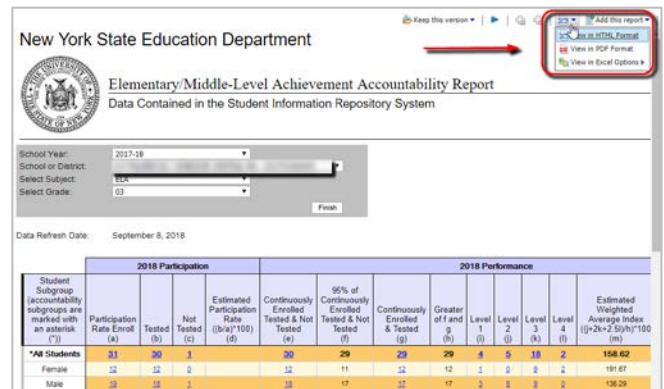 Keep this version
Add this report
View in HTML Format
View in PDF Format
View in Excel Options
New York State Education Department
Elementary/Middle-Level Achievement Accountability Report
Data Contained in the Student Information Repository System
School Year: 2017-18
School or District:
Select Subject: ELA
Select Grade: 03
Finish
Data Refresh Date: September 8, 2018
2018 Participation 2018 Performance
Student Subgroup (accountability subgroups are marked with an asterisk (*)) Participation Rate Enroll (a) Tested (b) Not Tested (c) Estimated Participation Rate ((b/a)*100) (d) Continuously Enrolled Tested & Not Tested (e) 95% of Continuously Enrolled Tested & Not Tested (f) Continuously Enrolled & Tested (g) Greater of f and g (h) Level 1 (i) Level 2 (j) Level 3 (k) Level 4 (l) Estimated Weighted Average Index ((j+2k+2.5l)/h)*100 (m)
*All Students 31 30 1 30 29 29 29 4 5 18 2 158.62
Female 12 12 0 12 11 12 12 1 0 9 2 191.67
Male 19 18 1 18 17 17 17 3 5 9 0 135.29